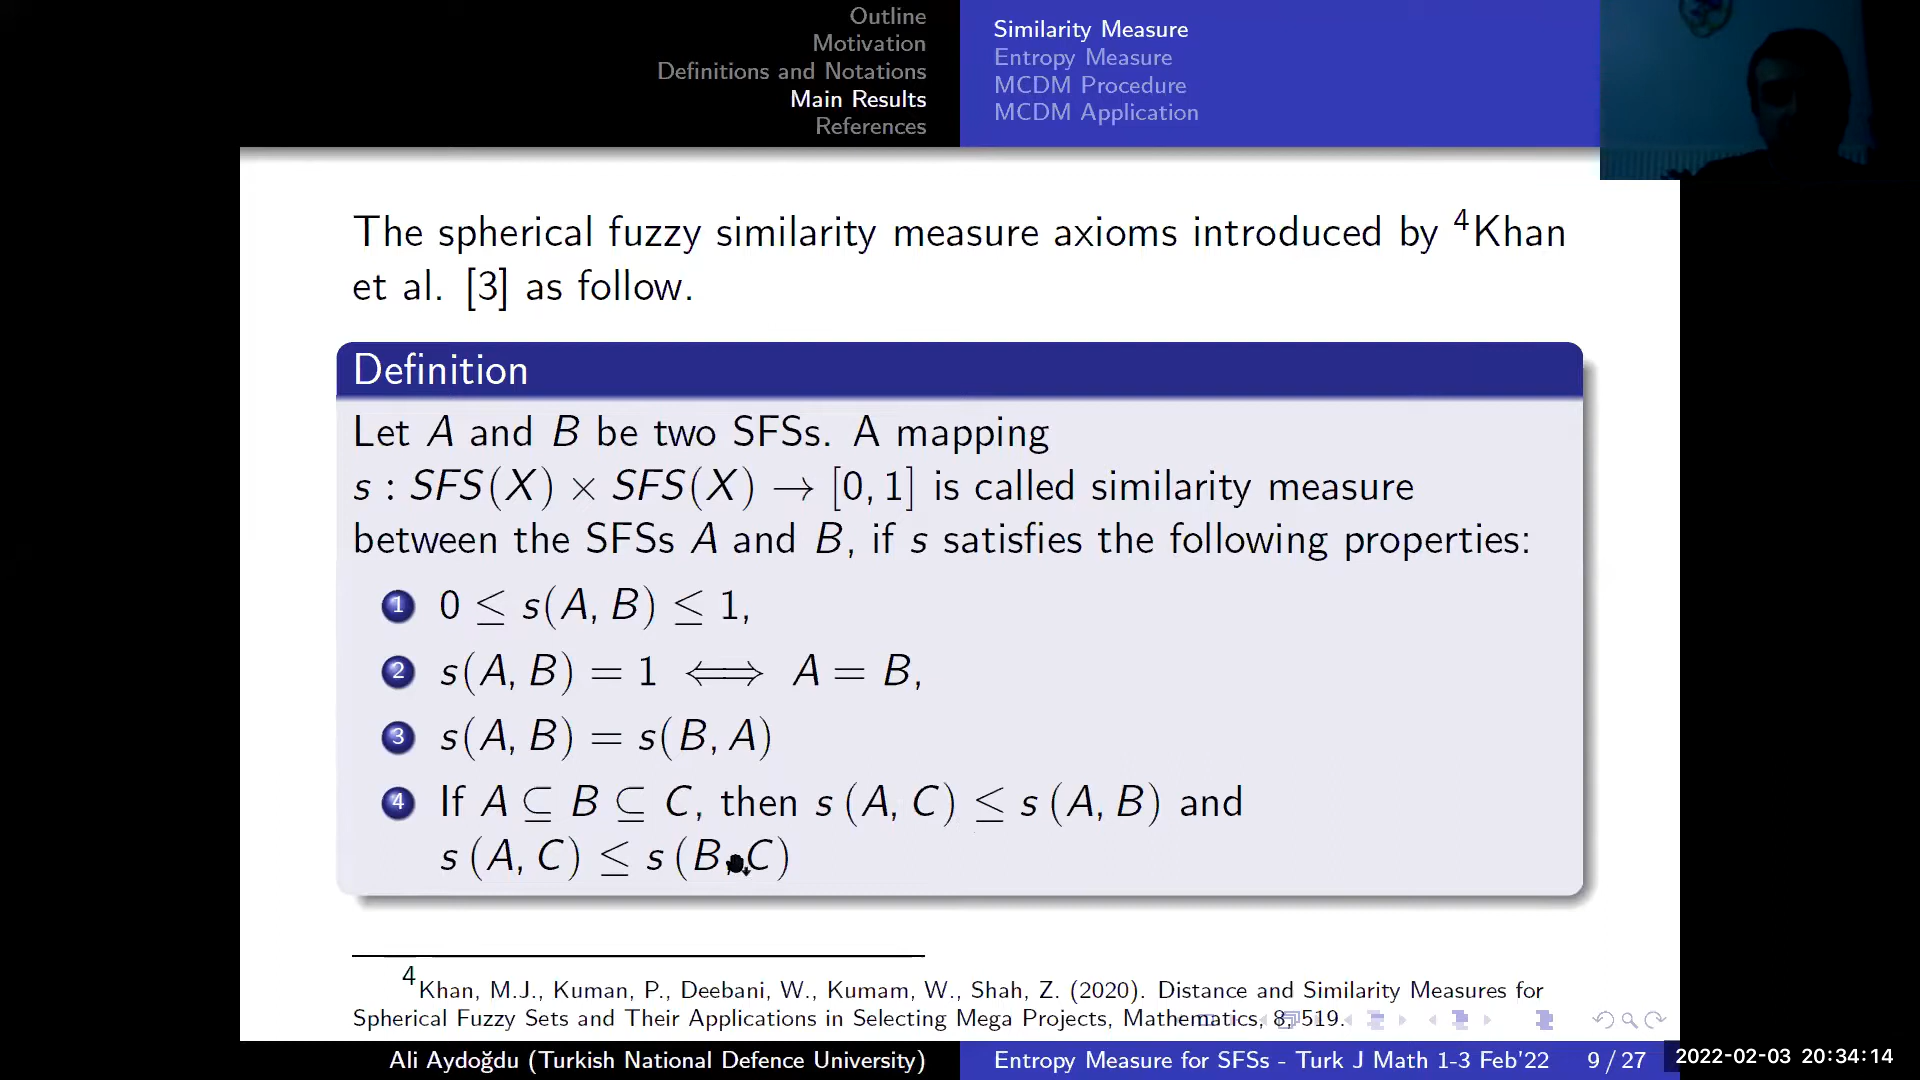 Outline
Motivation
Definitions and Notations
Main Results
References
Similarity Measure
Entropy Measure
MCDM Procedure
MCDM Application
The spherical fuzzy similarity measure axioms introduced by ⁴Khan
et al. [3] as follow.
Definition
Let A and B be two SFSs. A mapping
s : SFS(X) × SFS(X) → [0, 1] is called similarity measure
between the SFSs A and B, if s satisfies the following properties:
1 0 ≤ s(A, B) ≤ 1,
2 s(A, B) = 1 ⟺ A = B,
3 s(A, B) = s(B, A)
4 If A ⊆ B ⊆ C, then s (A, C) ≤ s (A, B) and
s (A, C) ≤ s (B, C)
⁴Khan, M.J., Kuman, P., Deebani, W., Kumam, W., Shah, Z. (2020). Distance and Similarity Measures for
Spherical Fuzzy Sets and Their Applications in Selecting Mega Projects, Mathematics, 8, 519.
Ali Aydoğdu (Turkish National Defence University)
Entropy Measure for SFSs - Turk J Math 1-3 Feb'22
9 / 27
2022-02-03 20:34:14